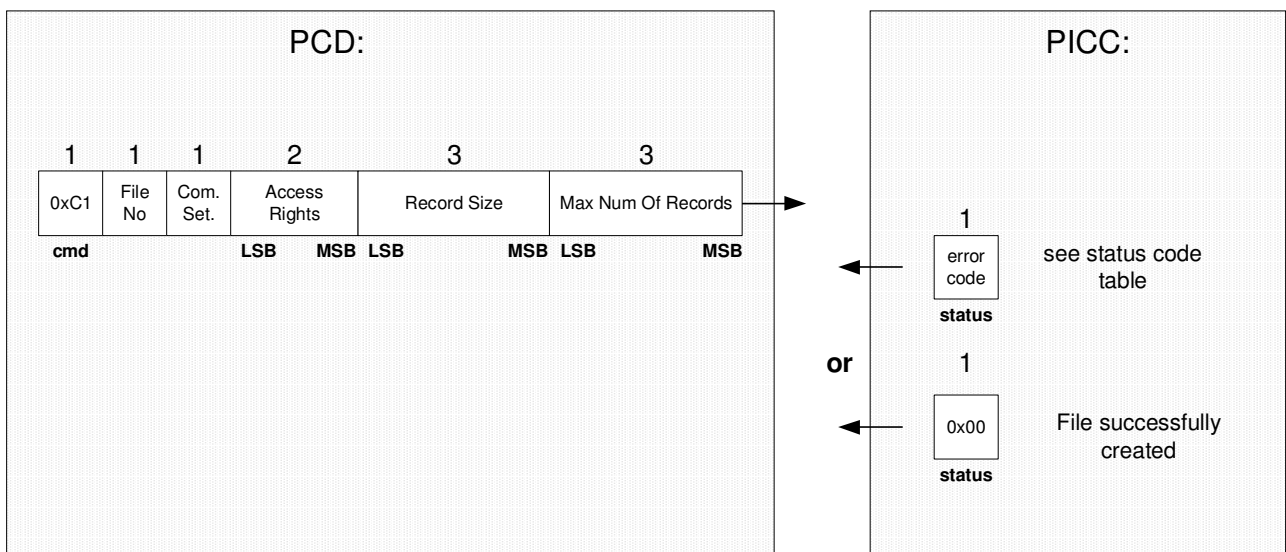 PCD:
1 1 1 2 3 3
0xC1
File
No
Com.
Set.
Access
Rights
Record Size
Max Num Of Records
cmd
LSB MSB LSB MSB LSB MSB
PICC:
1
error
code
status
see status code
table
or
1
0x00
status
File successfully
created